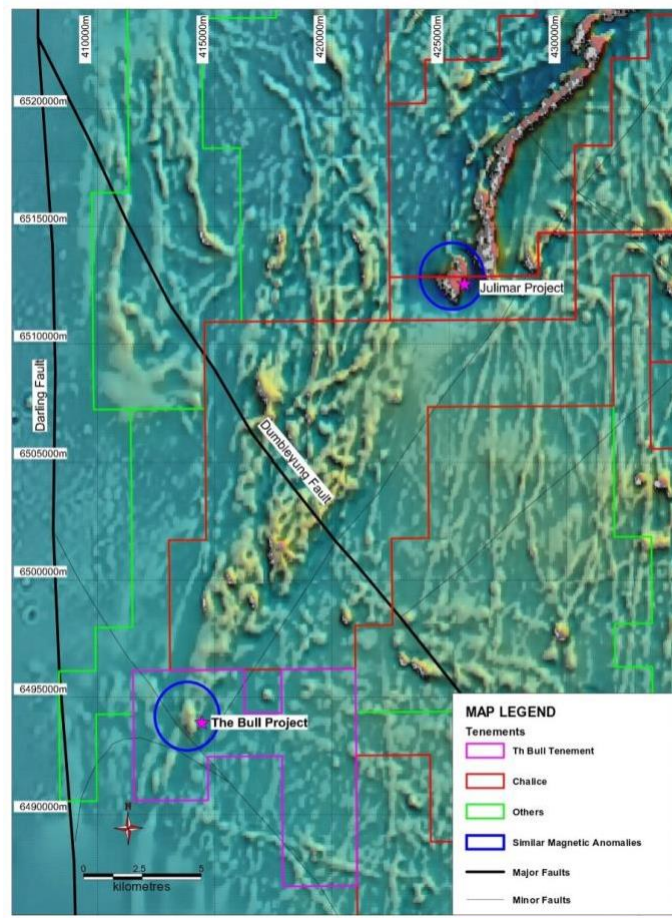 410000m
415000m
420000m
425000m
430000m
6520000m
6515000m
6510000m
6505000m
6500000m
6495000m
6490000m
Julimar Project
Darling Fault
Dumbleyung Fault
The Bull Project
N
0 2.5 5
kilometres
MAP LEGEND
Tenements
Th Bull Tenement
Chalice
Others
Similar Magnetic Anomalies
Major Faults
Minor Faults